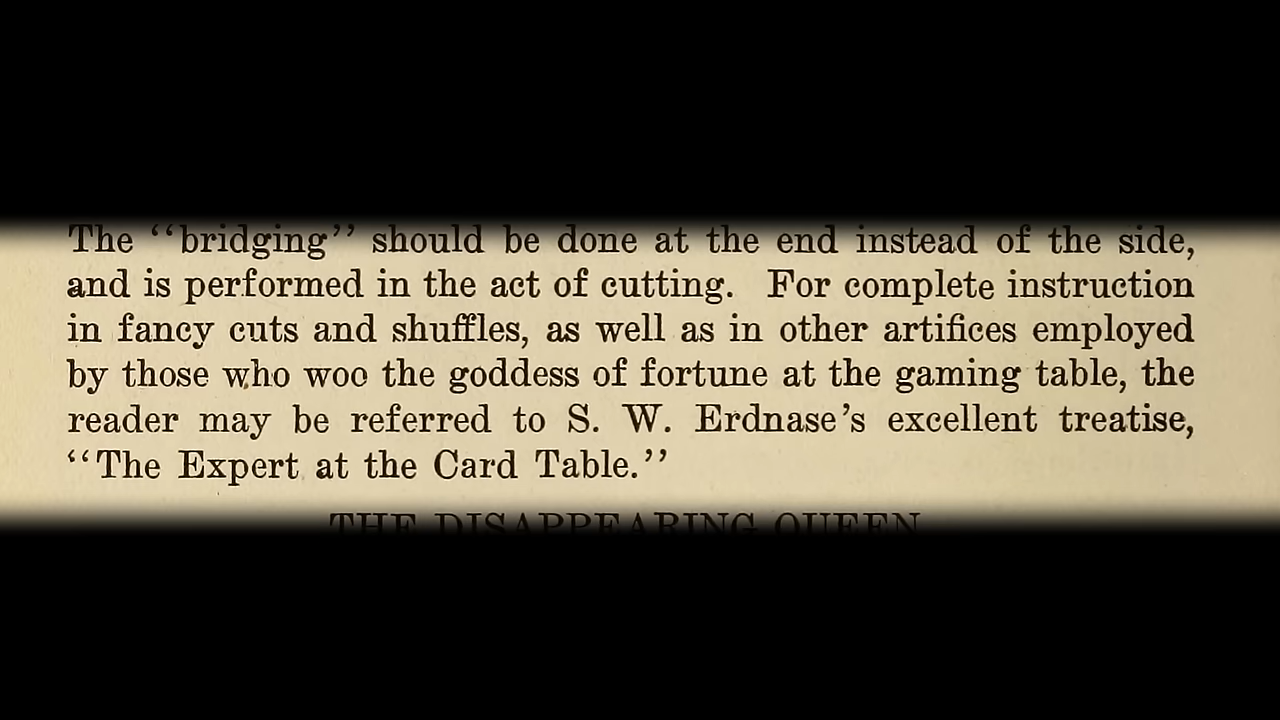 The ‘‘bridging’’ should be done at the end instead of the side,
and is performed in the act of cutting. For complete instruction
in fancy cuts and shuffles, as well as in other artifices employed
by those who woo the goddess of fortune at the gaming table, the
reader may be referred to S. W. Erdnase’s excellent treatise,
‘‘The Expert at the Card Table.’’
THE DISAPPEARING QUEEN